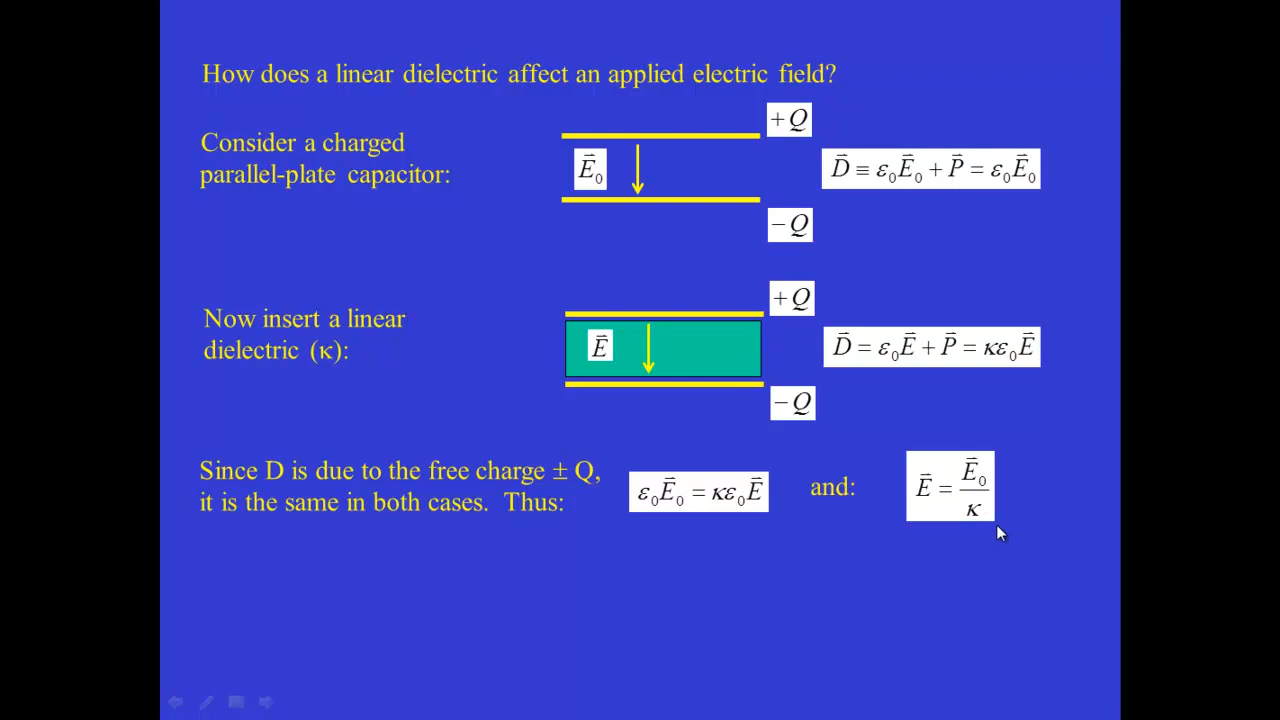 How does a linear dielectric affect an applied electric field?
+Q
Consider a charged
parallel-plate capacitor:
E⃗₀
D⃗ ≡ ε₀E⃗₀ + P⃗ = ε₀E⃗₀
−Q
+Q
Now insert a linear
dielectric (κ):
E⃗
D⃗ = ε₀E⃗ + P⃗ = κε₀E⃗
−Q
Since D is due to the free charge ± Q,
it is the same in both cases. Thus:
ε₀E⃗₀ = κε₀E⃗
and:
E⃗ = E⃗₀/κ